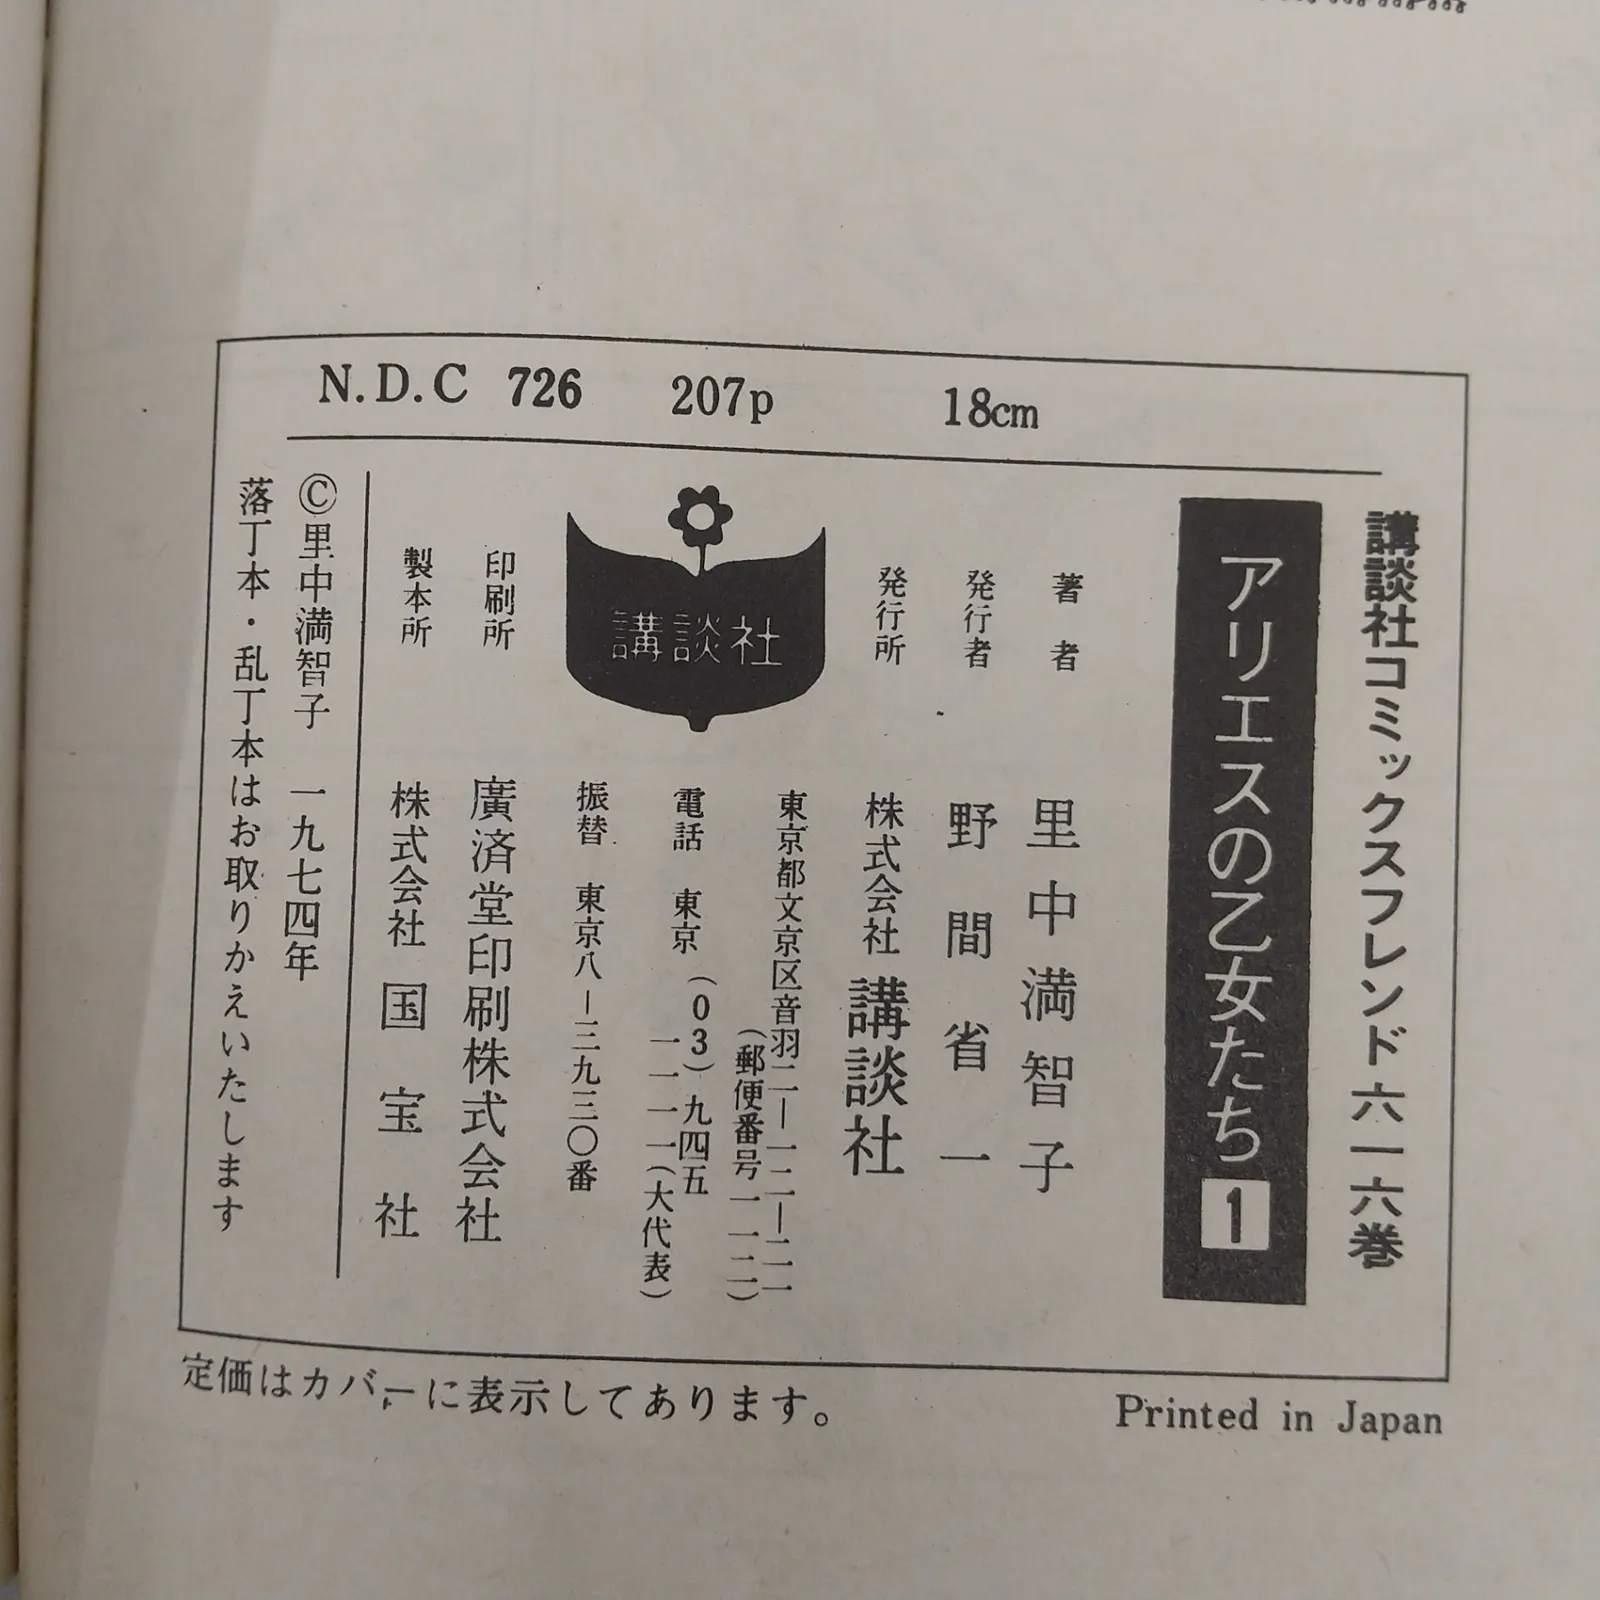 N.D.C 726 207p 18cm
講談社コミックスフレンド六一六巻
アリエスの乙女たち 1
著者 里中満智子
発行者 野間省一
発行所 株式会社 講談社
東京都文京区音羽二ー一二ー二一
(郵便番号一一二)
電話 東京 (03)九四五
一一一一(大代表)
振替 東京八ー三九三〇番
講談社
印刷所 廣済堂印刷株式会社
製本所 株式会社 国宝社
©里中満智子 一九七四年
落丁本・乱丁本はお取りかえいたします
定価はカバーに表示してあります。
Printed in Japan